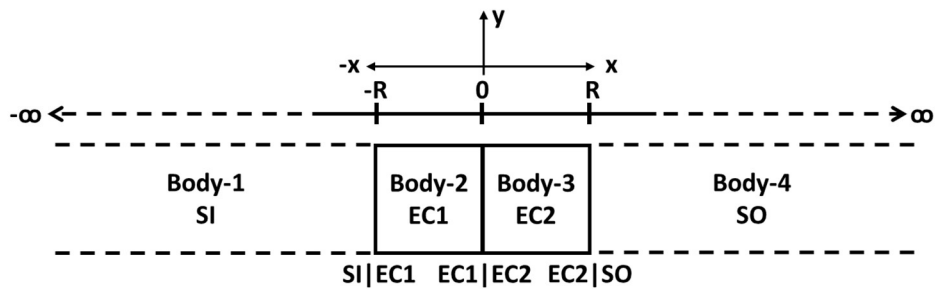 y
-x x
-R 0 R
-∞ ∞
Body-1 Body-2 Body-3 Body-4
SI EC1 EC2 SO
SI|EC1 EC1|EC2 EC2|SO